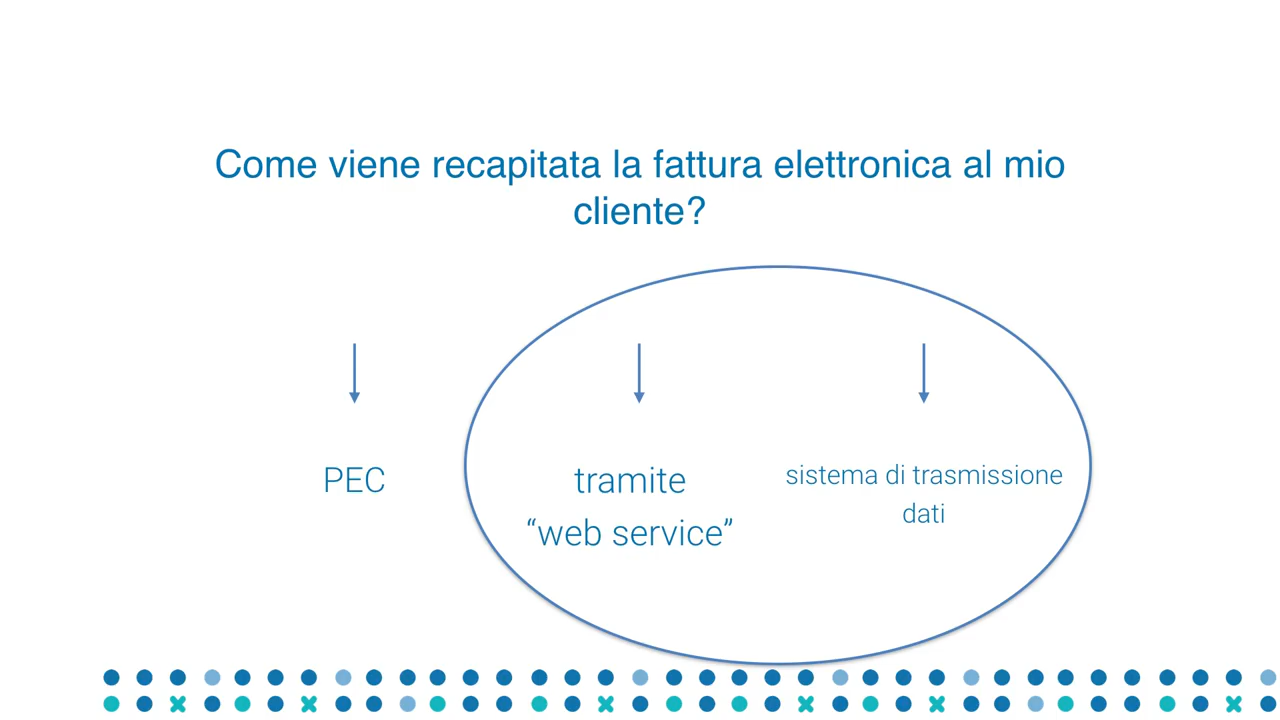 Come viene recapitata la fattura elettronica al mio
cliente?
PEC
tramite
“web service”
sistema di trasmissione
dati